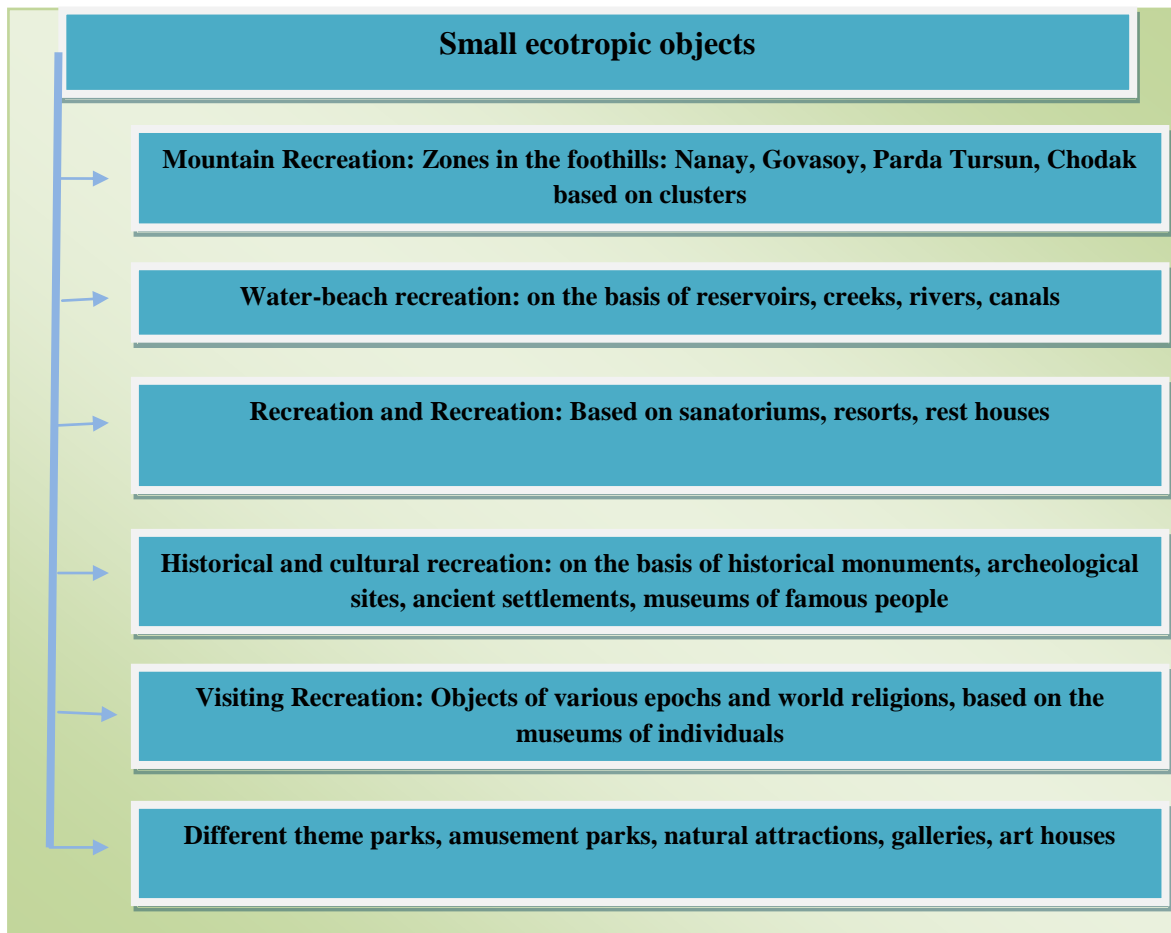 Small ecotropic objects
Mountain Recreation: Zones in the foothills: Nanay, Govasoy, Parda Tursun, Chodak
based on clusters
Water-beach recreation: on the basis of reservoirs, creeks, rivers, canals
Recreation and Recreation: Based on sanatoriums, resorts, rest houses
Historical and cultural recreation: on the basis of historical monuments, archeological
sites, ancient settlements, museums of famous people
Visiting Recreation: Objects of various epochs and world religions, based on the
museums of individuals
Different theme parks, amusement parks, natural attractions, galleries, art houses